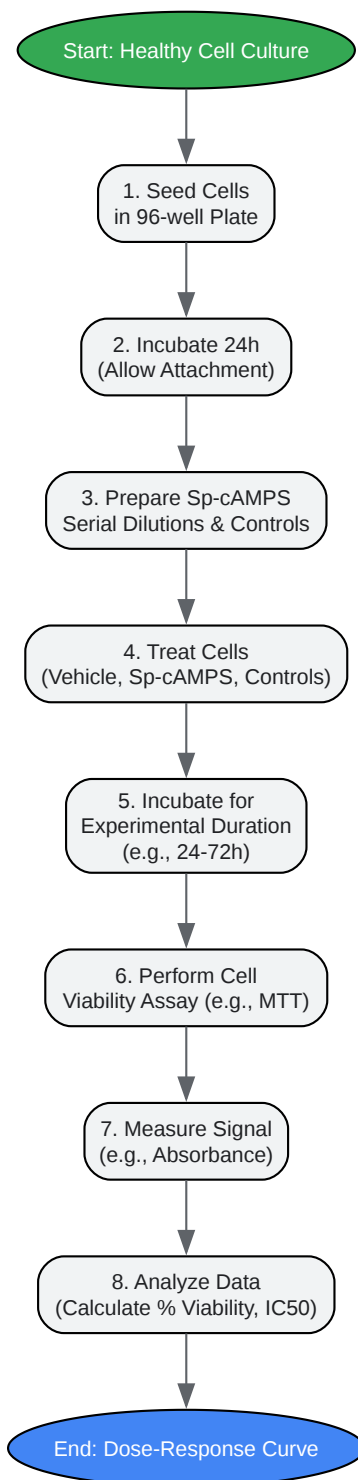 Start: Healthy Cell Culture
1. Seed Cells
in 96-well Plate
2. Incubate 24h
(Allow Attachment)
3. Prepare Sp-cAMPS
Serial Dilutions & Controls
4. Treat Cells
(Vehicle, Sp-cAMPS, Controls)
5. Incubate for
Experimental Duration
(e.g., 24-72h)
6. Perform Cell
Viability Assay (e.g., MTT)
7. Measure Signal
(e.g., Absorbance)
8. Analyze Data
(Calculate % Viability, IC50)
End: Dose-Response Curve